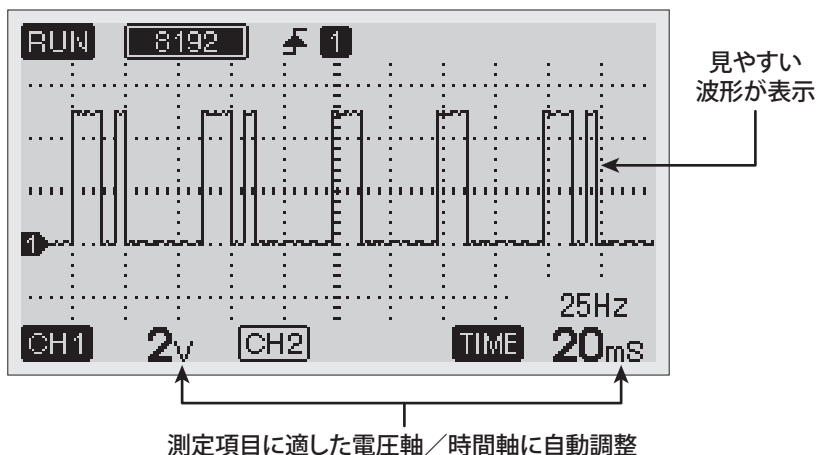 RUN 8192 1
見やすい
波形が表示
1
25Hz
CH1 2V CH2 TIME 20mS
測定項目に適した電圧軸／時間軸に自動調整